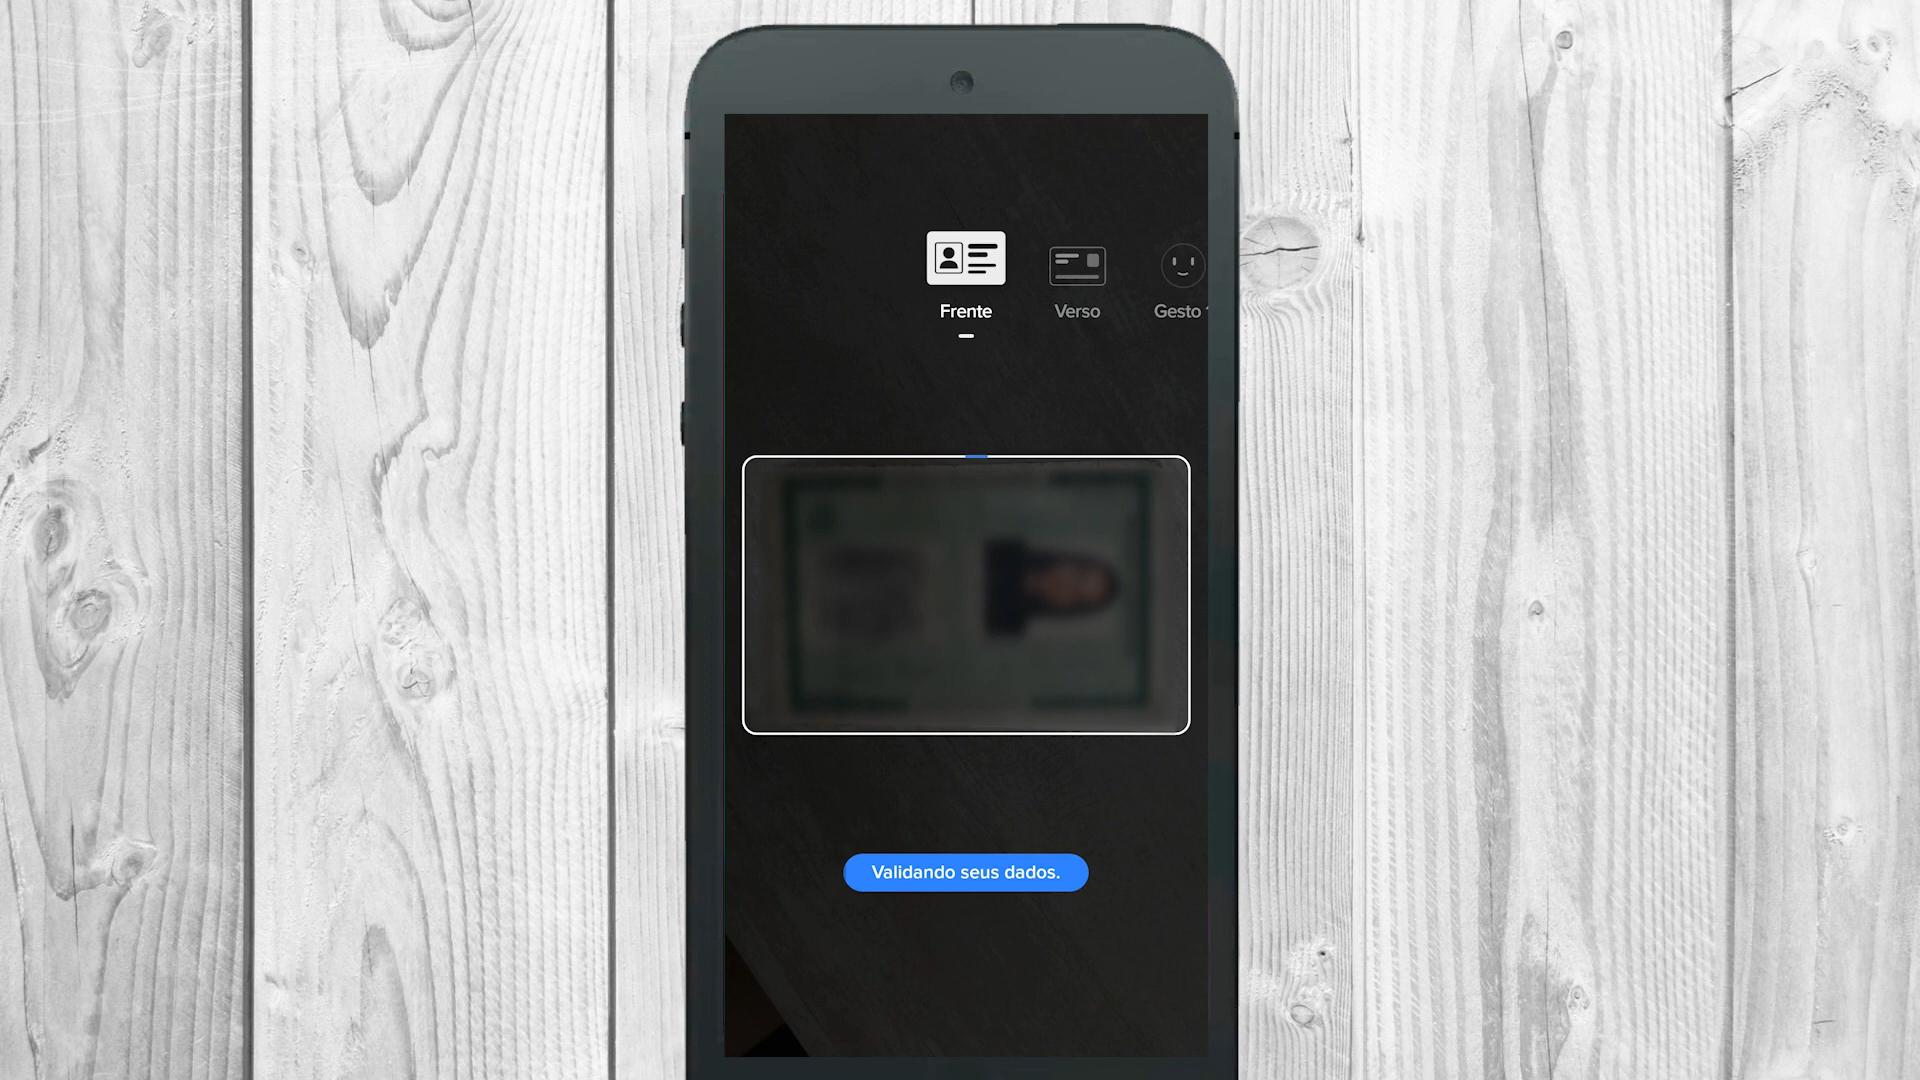 Frente
Verso
Gesto
Validando seus dados.